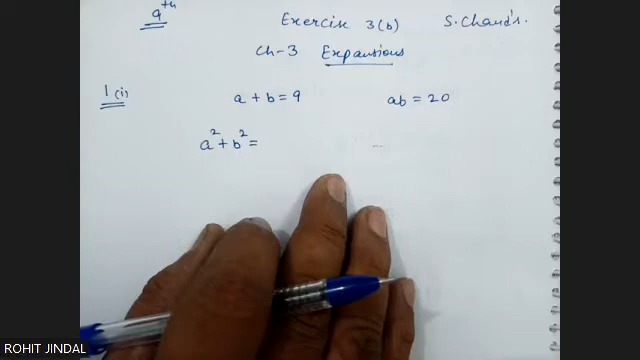 9th Exercise 3(b) S.Chand's.
Ch-3 Expansions
1(i) a + b = 9 ab = 20
a² + b² =
ROHIT JINDAL